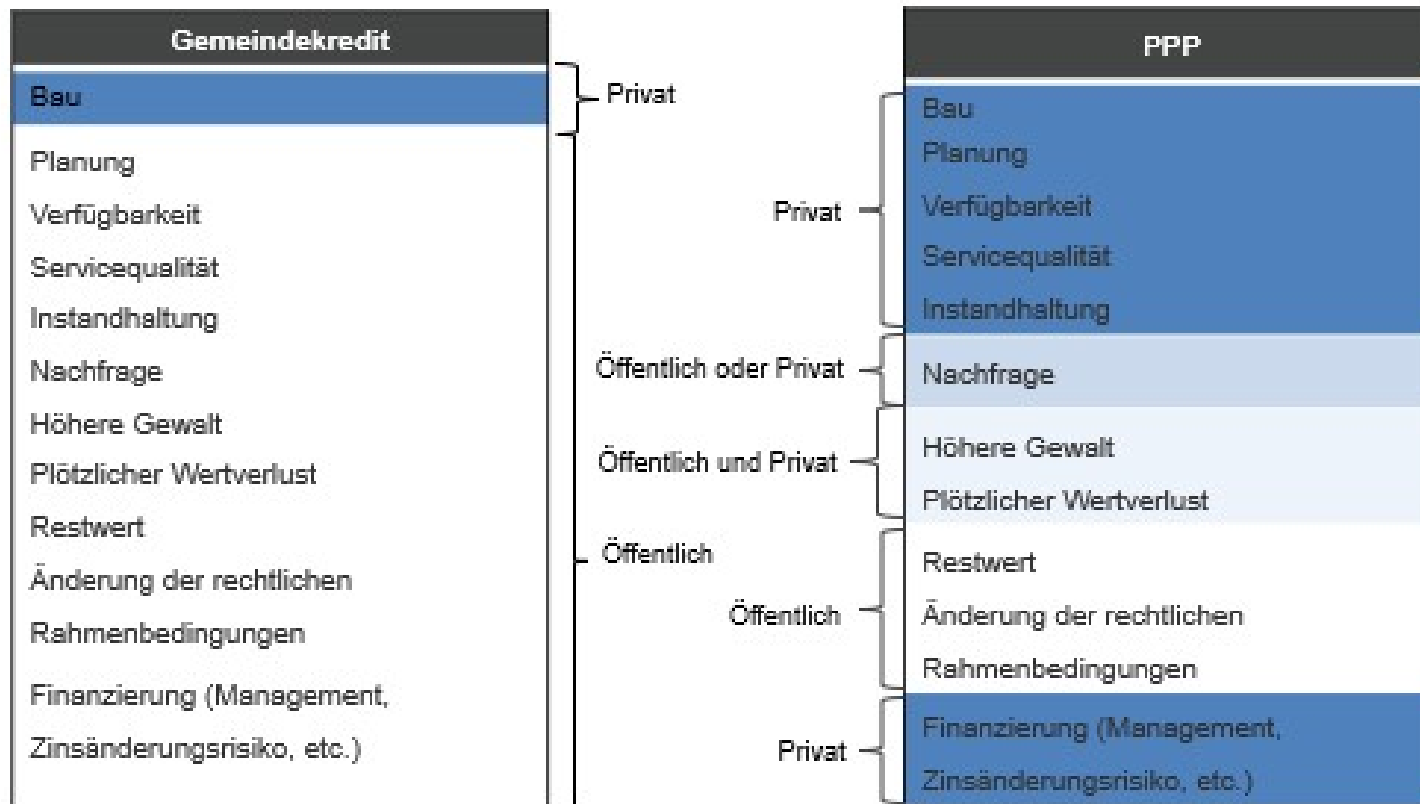 Gemeindekredit
Bau
Planung
Verfügbarkeit
Servicequalität
Instandhaltung
Nachfrage
Höhere Gewalt
Plötzlicher Wertverlust
Restwert
Änderung der rechtlichen
Rahmenbedingungen
Finanzierung (Management,
Zinsänderungsrisiko, etc.)
Privat
Öffentlich
Privat
Öffentlich oder Privat
Öffentlich und Privat
Öffentlich
Privat
PPP
Bau
Planung
Verfügbarkeit
Servicequalität
Instandhaltung
Nachfrage
Höhere Gewalt
Plötzlicher Wertverlust
Restwert
Änderung der rechtlichen
Rahmenbedingungen
Finanzierung (Management,
Zinsänderungsrisiko, etc.)